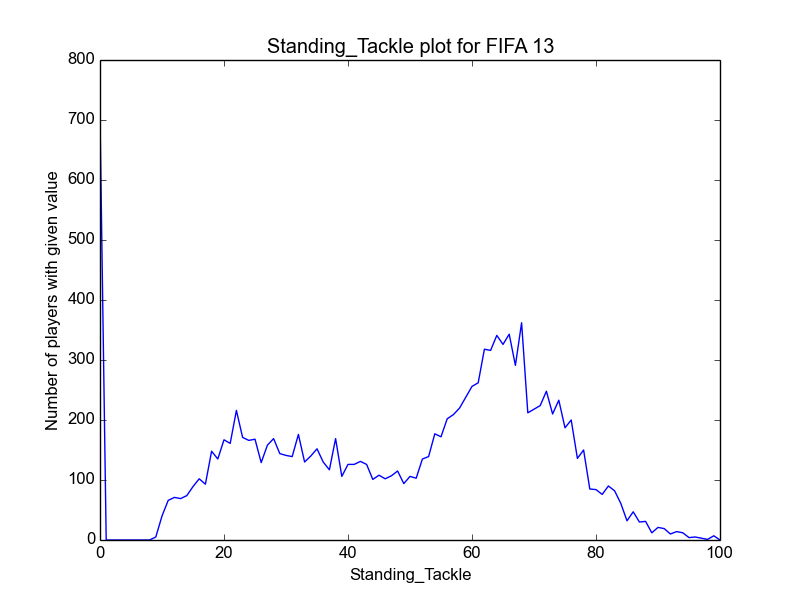 Standing_Tackle plot for FIFA 13
800
700
600
500
400
300
200
100
0
Number of players with given value
0 20 40 60 80 100
Standing_Tackle